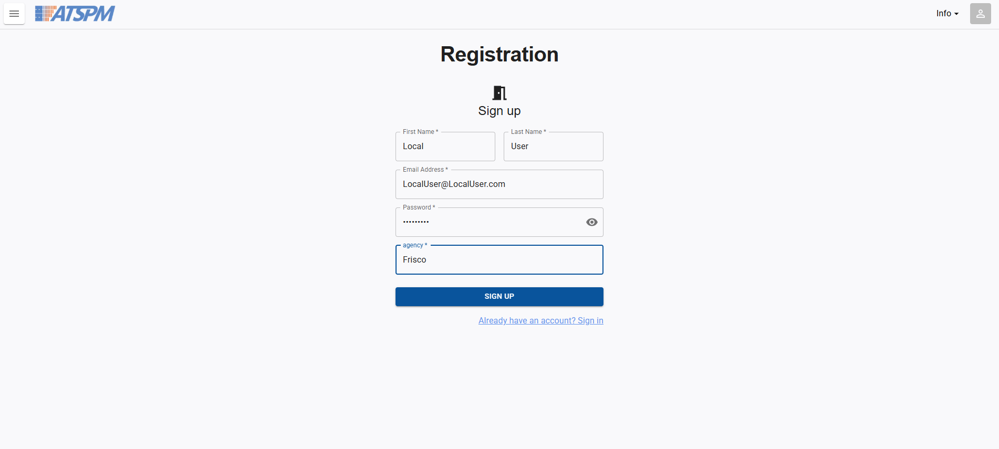 ATSPM
Info
Registration
Sign up
First Name *
Local
Last Name *
User
Email Address *
LocalUser@LocalUser.com
Password *
•••••••••
agency *
Frisco
SIGN UP
Already have an account? Sign in